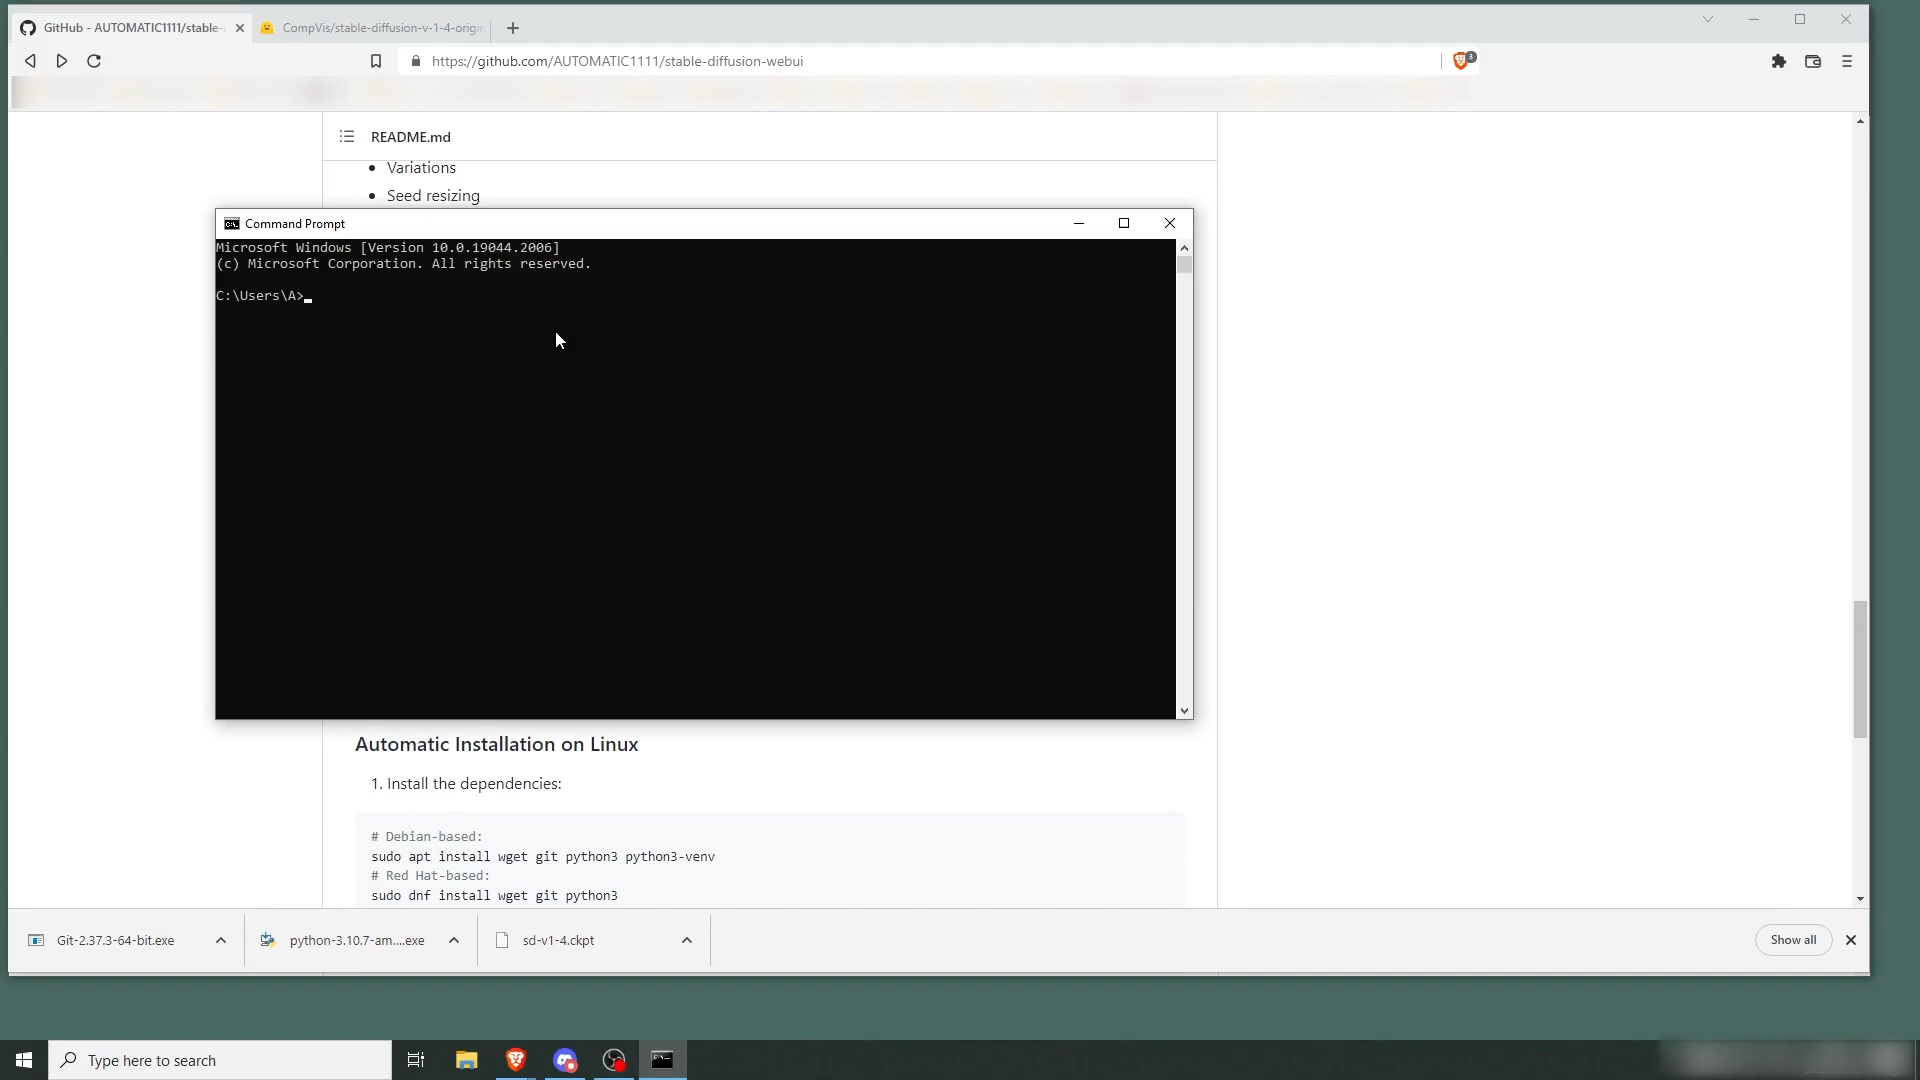 GitHub - AUTOMATIC1111/stable-
CompVis/stable-diffusion-v-1-4-origin
https://github.com/AUTOMATIC1111/stable-diffusion-webui
3
README.md
Variations
Seed resizing
Command Prompt
Microsoft Windows [Version 10.0.19044.2006]
(c) Microsoft Corporation. All rights reserved.
C:\Users\A>
Automatic Installation on Linux
1. Install the dependencies:
# Debian-based:
sudo apt install wget git python3 python3-venv
# Red Hat-based:
sudo dnf install wget git python3
Git-2.37.3-64-bit.exe
python-3.10.7-am....exe
sd-v1-4.ckpt
Show all
Type here to search